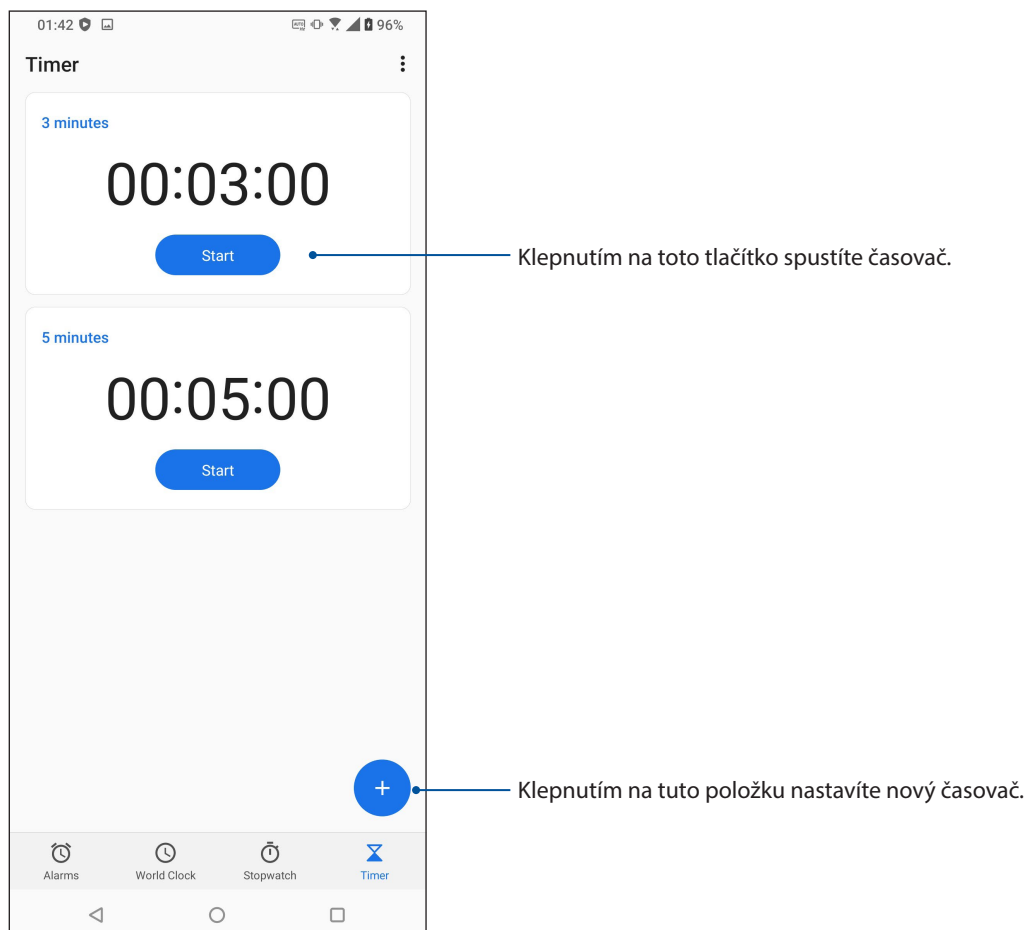 01:42 96%
Timer
3 minutes
00:03:00
Start
Klepnutím na toto tlačítko spustíte časovač.
5 minutes
00:05:00
Start
+
Klepnutím na tuto položku nastavíte nový časovač.
Alarms World Clock Stopwatch Timer